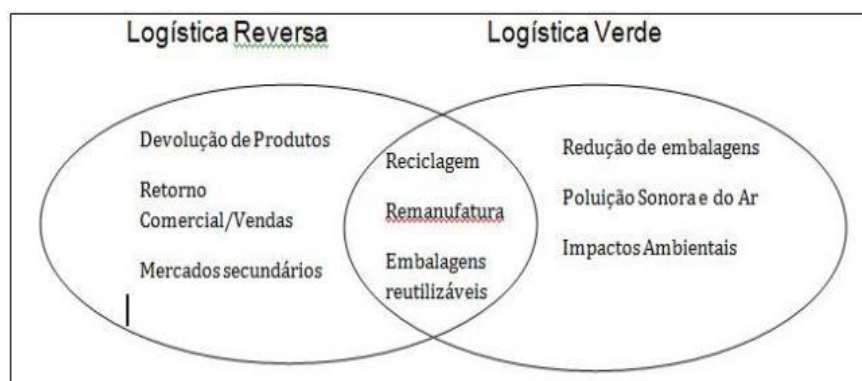 Logística Reversa
Logística Verde
Devolução de Produtos
Retorno
Comercial/Vendas
Mercados secundários
Reciclagem
Remanufatura
Embalagens
reutilizáveis
Redução de embalagens
Poluição Sonora e do Ar
Impactos Ambientais